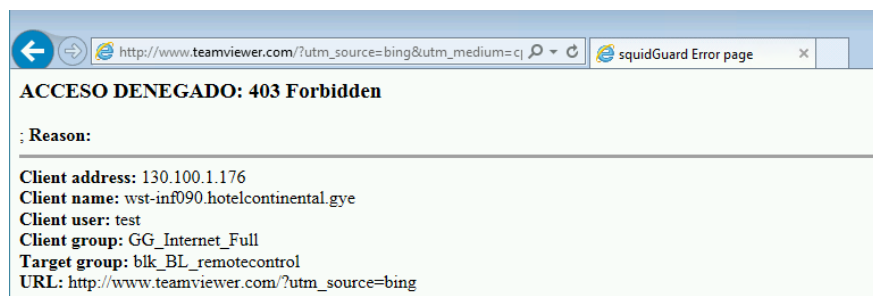 http://www.teamviewer.com/?utm_source=bing&utm_medium=c
squidGuard Error page
ACCESO DENEGADO: 403 Forbidden
; Reason:
Client address: 130.100.1.176
Client name: wst-inf090.hotelcontinental.gye
Client user: test
Client group: GG_Internet_Full
Target group: blk_BL_remotecontrol
URL: http://www.teamviewer.com/?utm_source=bing